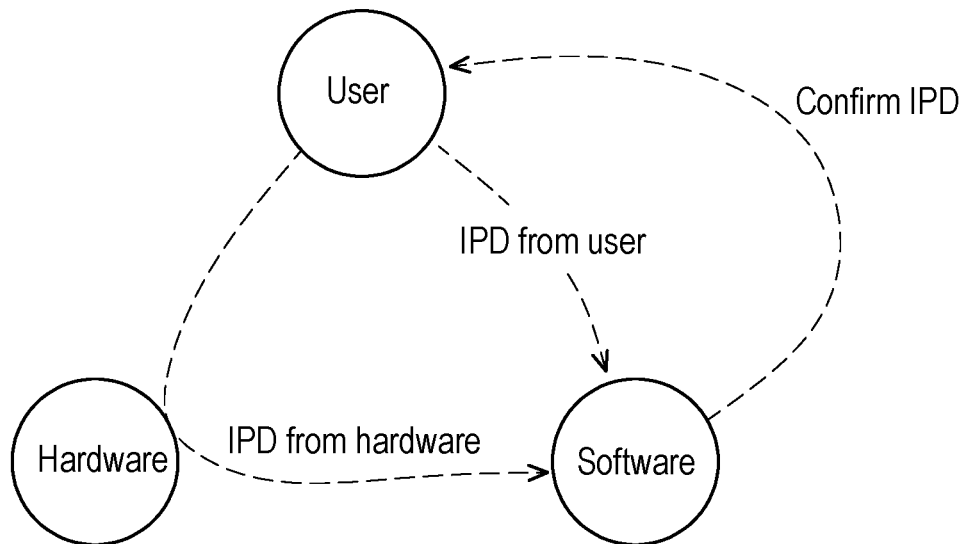 User
Confirm IPD
IPD from user
Hardware
IPD from hardware
Software